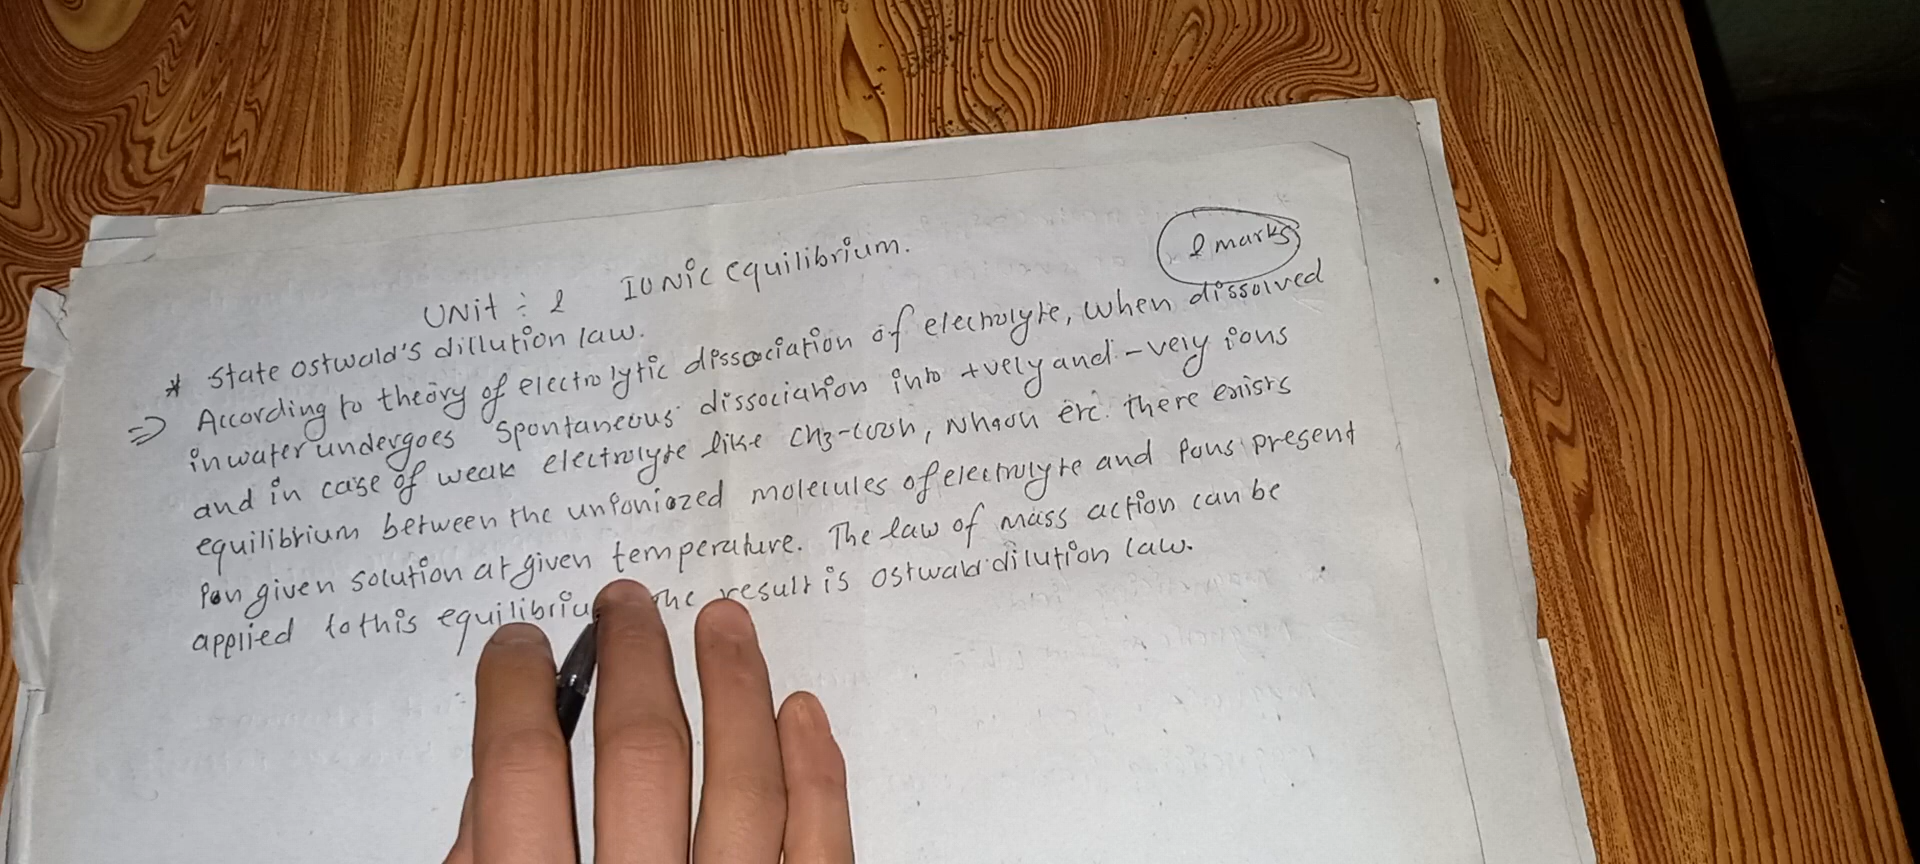 UNit : 2 IONic equilibrium.
2 marks
* State ostwald's dillution law.
=> According to theory of electrolytic dissociation of electrolyte, when dissolved
in water undergoes spontaneous dissociation into +vely and -vely ions
and in case of weak electrolyte like CH3-COOH, NH4OH etc. there exists
equilibrium between the unionized molecules of electrolyte and ions present
ion given solution at given temperature. The law of mass action can be
applied to this equilibriu the result is ostwald dilution law.